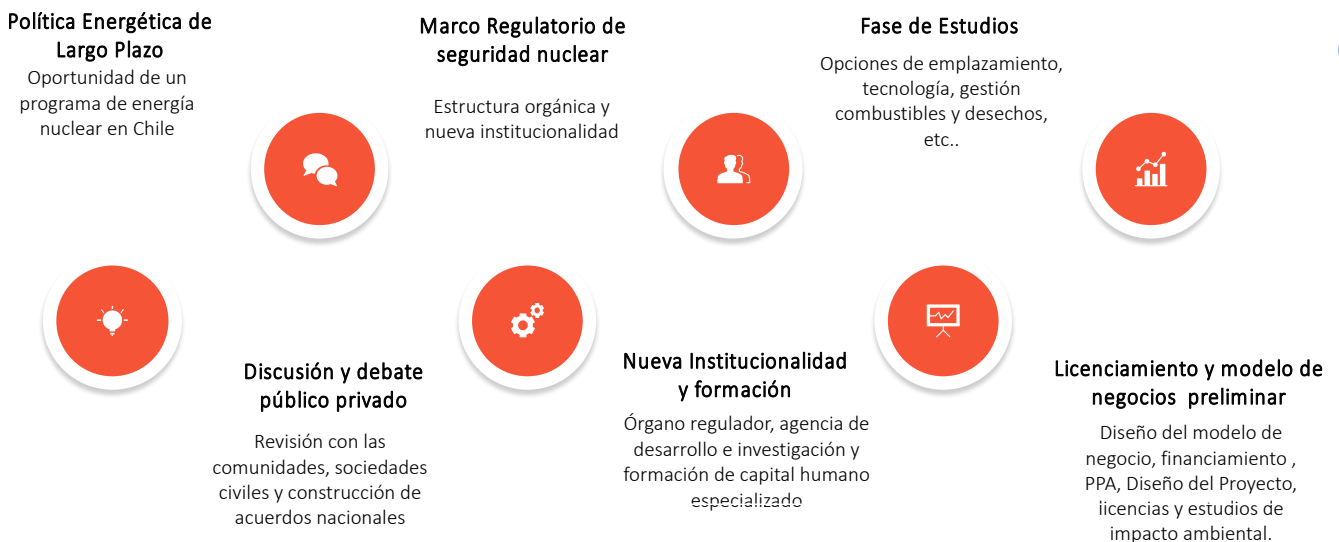 Política Energética de
Largo Plazo
Oportunidad de un
programa de energía
nuclear en Chile
Discusión y debate
público privado
Revisión con las
comunidades, sociedades
civiles y construcción de
acuerdos nacionales
Marco Regulatorio de
seguridad nuclear
Estructura orgánica y
nueva institucionalidad
Nueva Institucionalidad
y formación
Órgano regulador, agencia de
desarrollo e investigación y
formación de capital humano
especializado
Fase de Estudios
Opciones de emplazamiento,
tecnología, gestión
combustibles y desechos,
etc..
Licenciamiento y modelo de
negocios preliminar
Diseño del modelo de
negocio, financiamiento ,
PPA, Diseño del Proyecto,
licencias y estudios de
impacto ambiental.